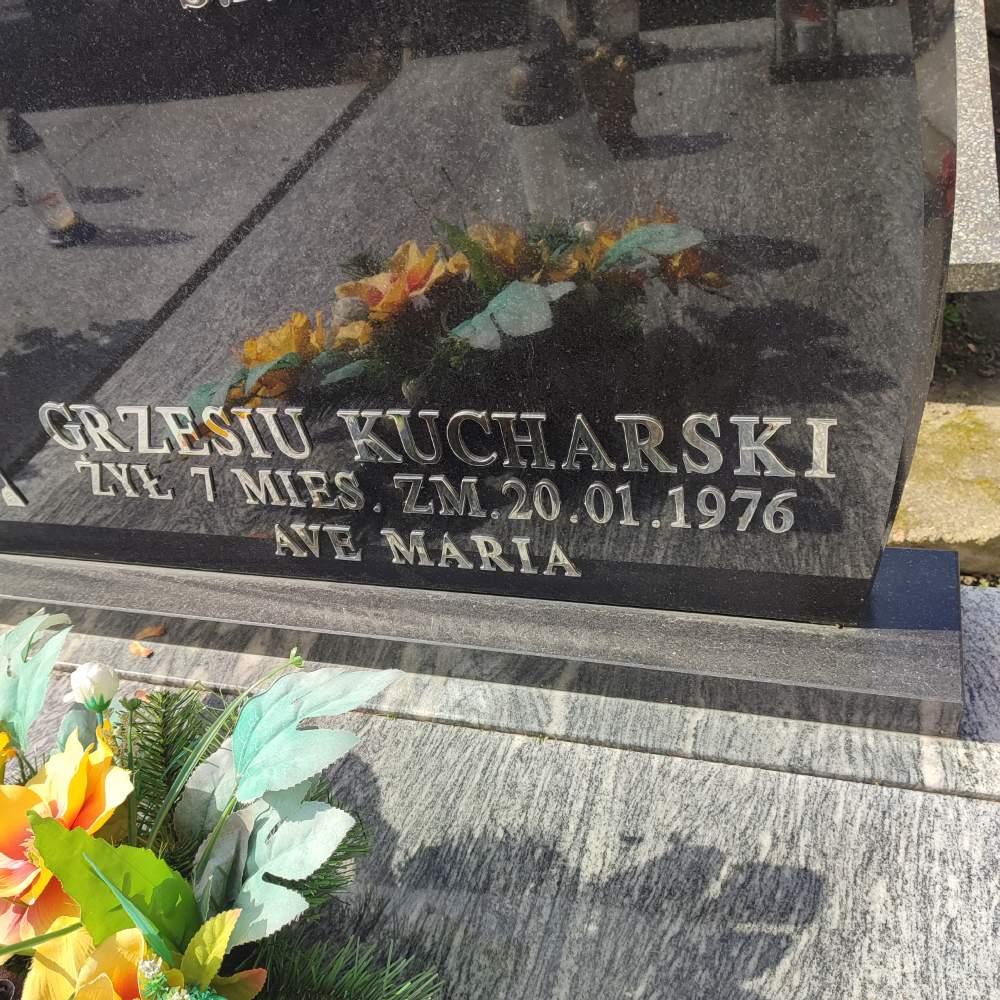 GRZESIU KUCHARSKI
ŻYŁ 7 MIES. ZM. 20.01.1976
AVE MARIA